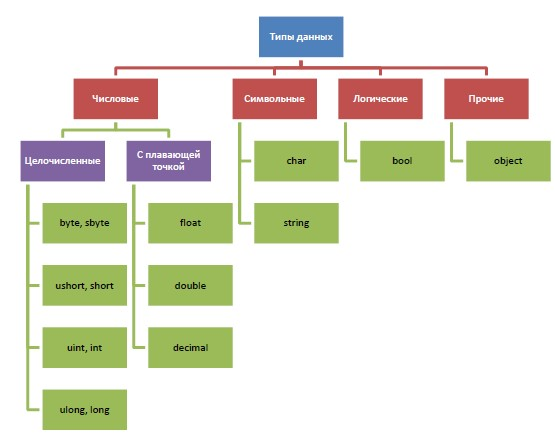 Типы данных
Числовые
Символьные
Логические
Прочие
Целочисленные
С плавающей
точкой
char
bool
object
byte, sbyte
float
string
ushort, short
double
uint, int
decimal
ulong, long